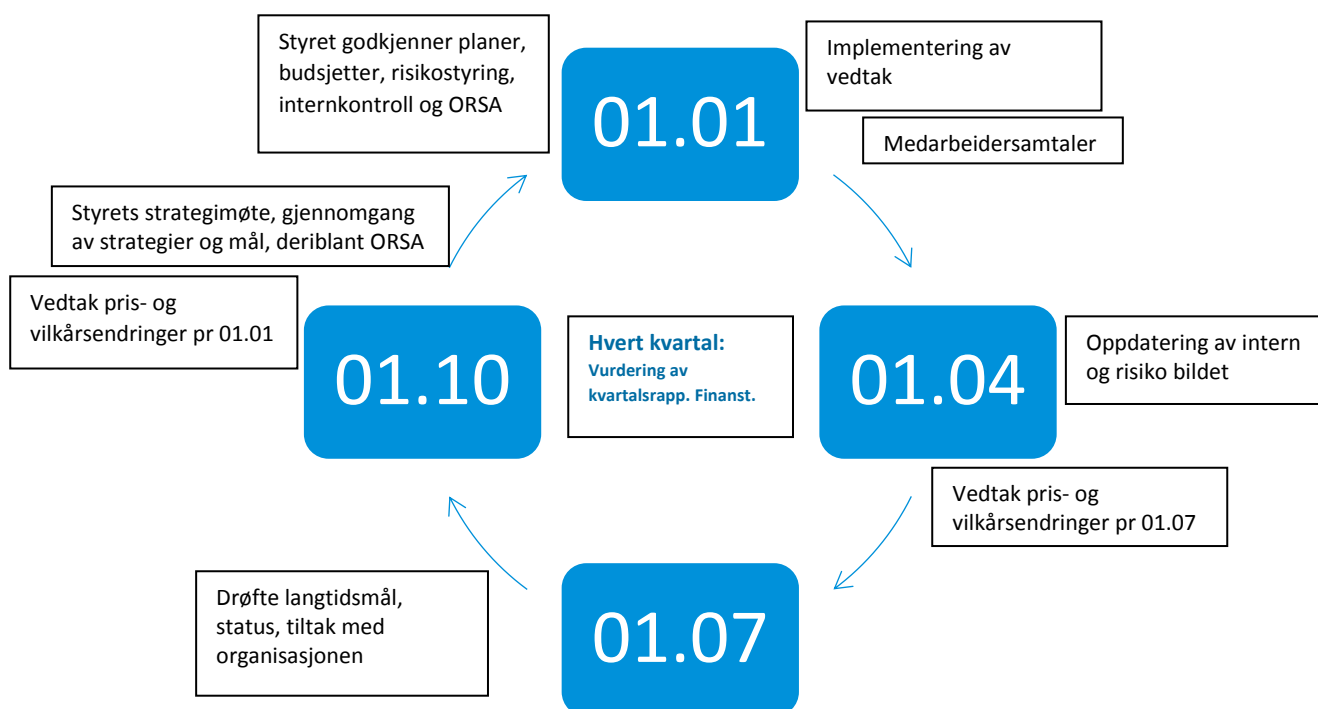 Styret godkjenner planer,
budsjetter, risikostyring,
internkontroll og ORSA
01.01
Implementering av
vedtak
Medarbeidersamtaler
Styrets strategimøte, gjennomgang
av strategier og mål, deriblant ORSA
Vedtak pris- og
vilkårsendringer pr 01.01
01.10
Hvert kvartal:
Vurdering av
kvartalsrapp. Finanst.
01.04
Oppdatering av intern
og risiko bildet
Vedtak pris- og
vilkårsendringer pr 01.07
Drøfte langtidsmål,
status, tiltak med
organisasjonen
01.07